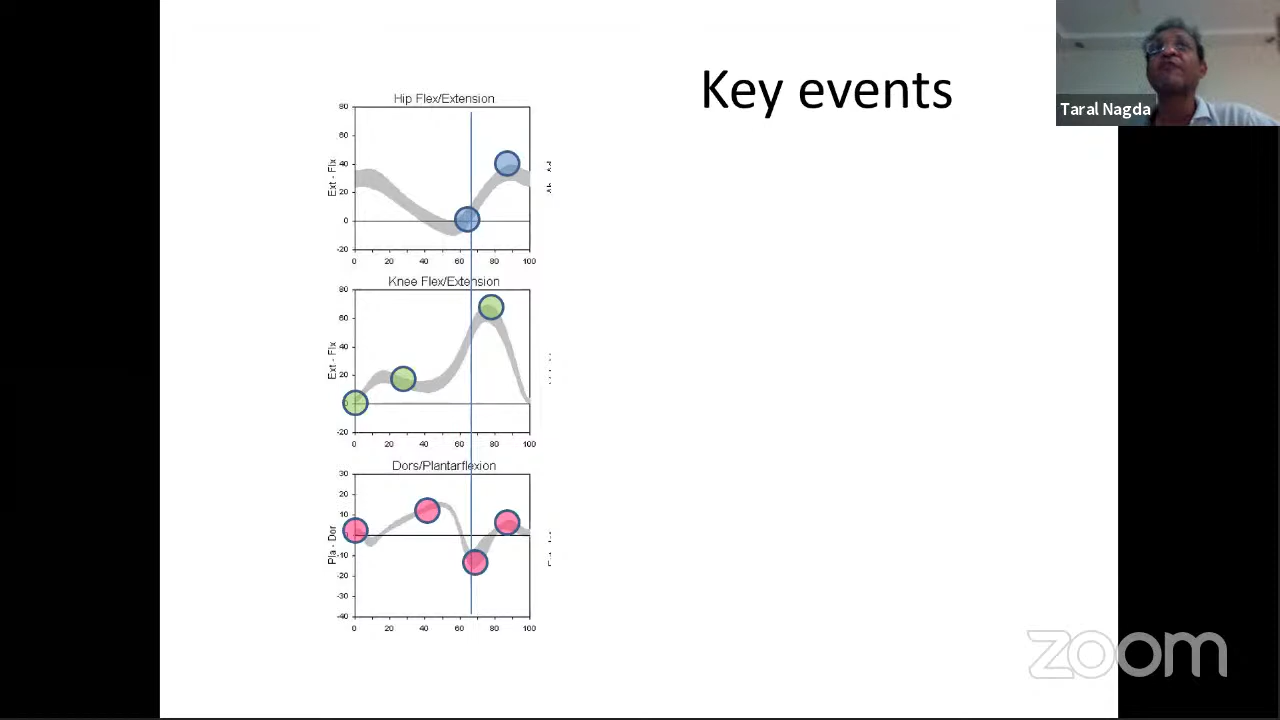 Key events
Taral Nagda
Hip Flex/Extension
80
60
40
20
0
-20
Ext - Flx
0 20 40 60 80 100
Knee Flex/Extension
80
60
40
20
0
-20
Ext - Flx
0 20 40 60 80 100
Dors/Plantarflexion
30
20
10
0
-10
-20
-30
-40
Pla - Dor
0 20 40 60 80 100
zoom